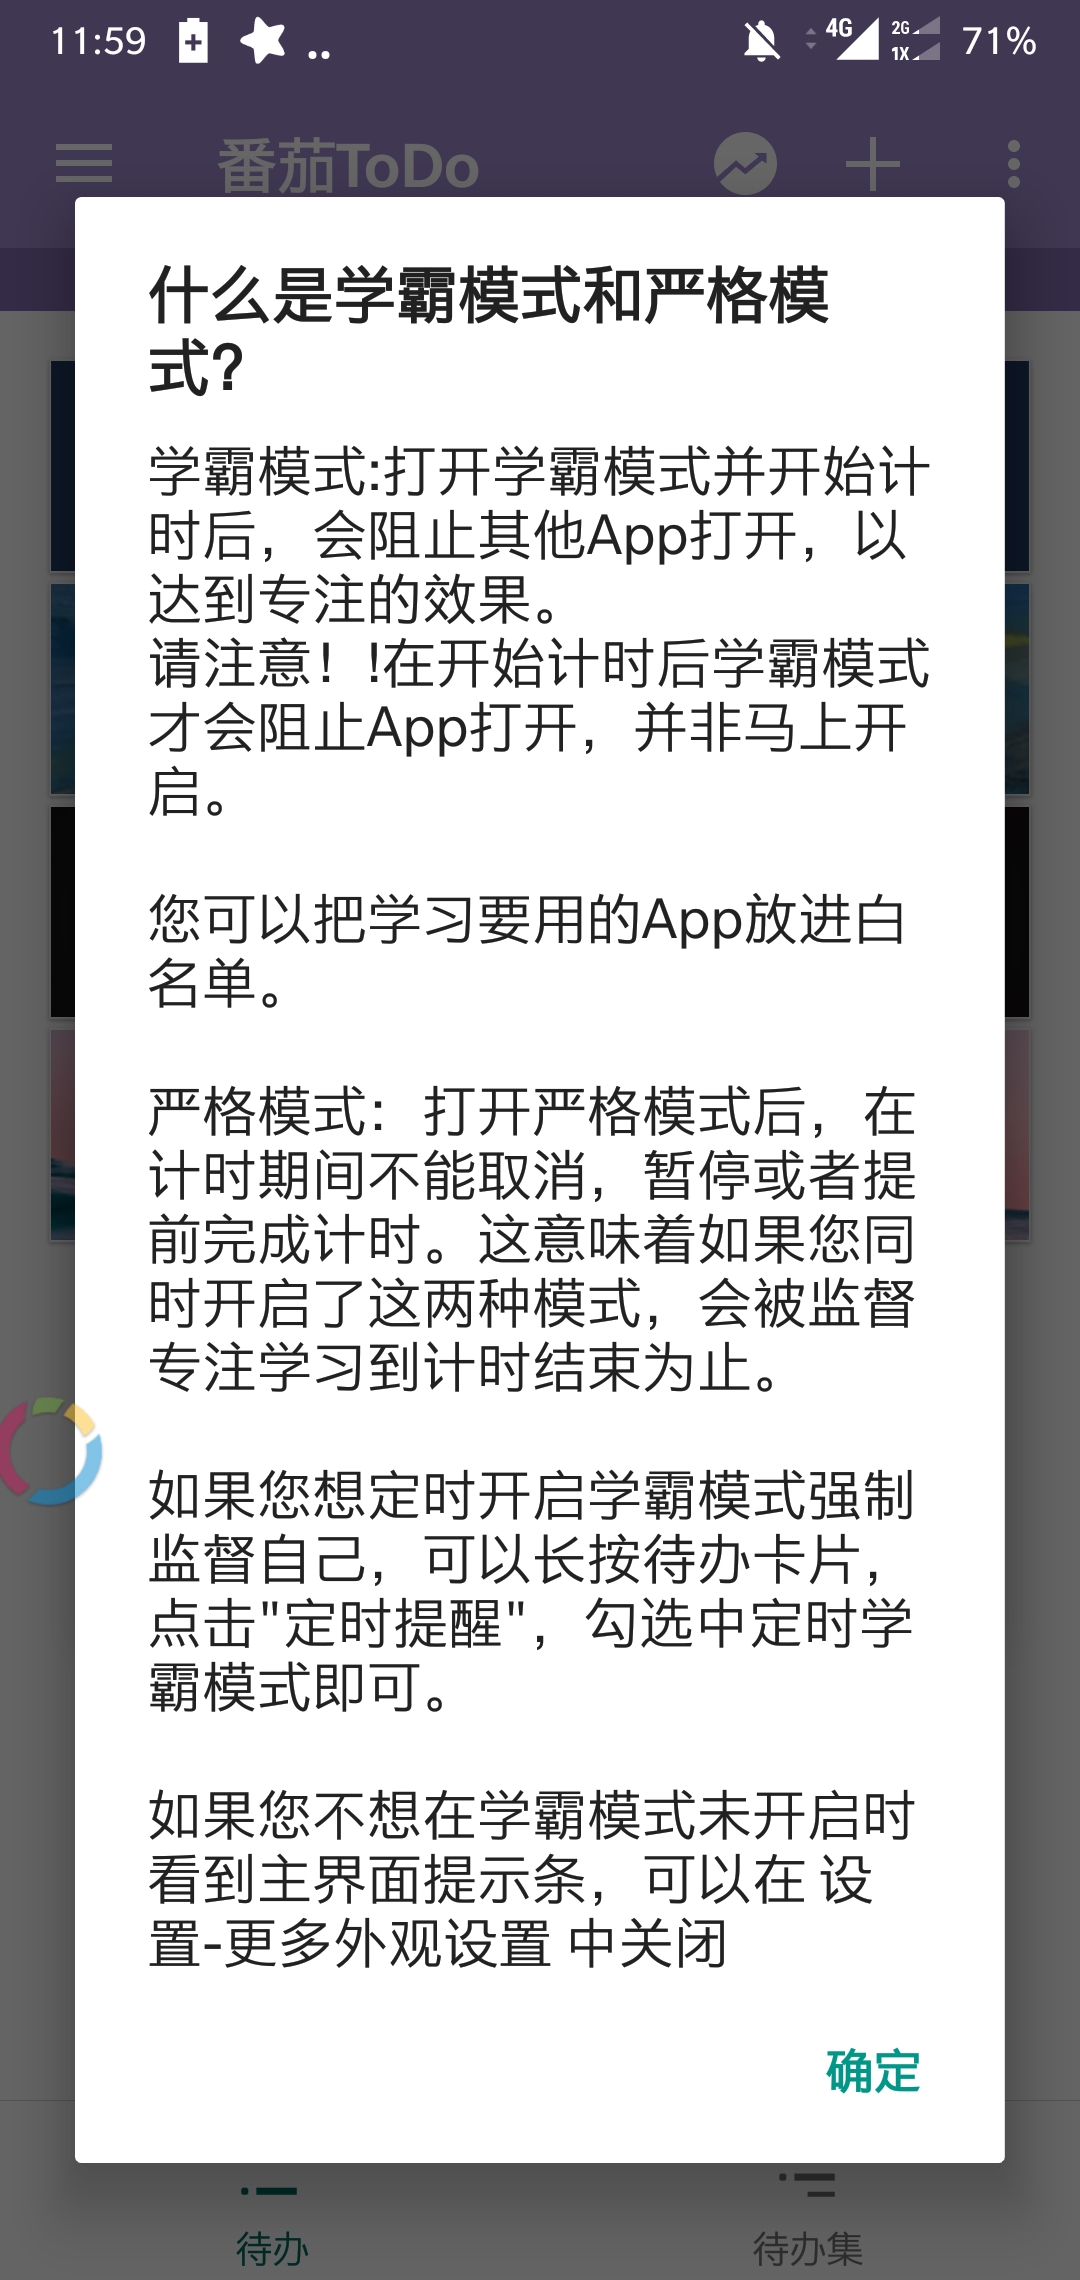 11:59
4G
2G
1X
71%
番茄ToDo
什么是学霸模式和严格模
式?
学霸模式:打开学霸模式并开始计
时后，会阻止其他App打开，以
达到专注的效果。
请注意！!在开始计时后学霸模式
才会阻止App打开，并非马上开
启。
您可以把学习要用的App放进白
名单。
严格模式：打开严格模式后，在
计时期间不能取消，暂停或者提
前完成计时。这意味着如果您同
时开启了这两种模式，会被监督
专注学习到计时结束为止。
如果您想定时开启学霸模式强制
监督自己，可以长按待办卡片，
点击"定时提醒"，勾选中定时学
霸模式即可。
如果您不想在学霸模式未开启时
看到主界面提示条，可以在 设
置-更多外观设置 中关闭
确定
待办
待办集